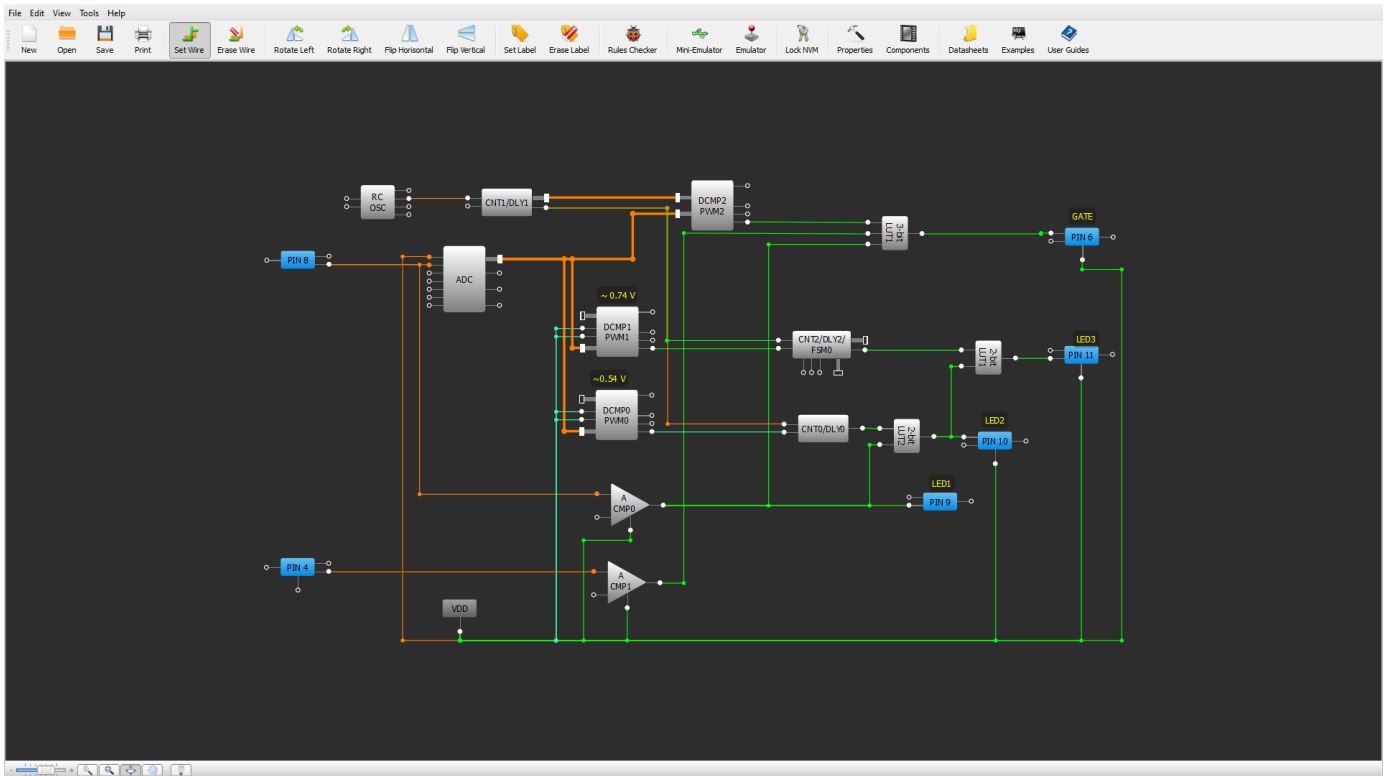 File Edit View Tools Help
New Open Save Print Set Wire Erase Wire Rotate Left Rotate Right Flip Horisontal Flip Vertical Set Label Erase Label Rules Checker Mini-Emulator Emulator Lock NVM Properties Components Datasheets Examples User Guides
RC
OSC
CNT1/DLY1
DCMP2
PWM2
3-bit
LUT1
GATE
PIN 6
PIN 8
ADC
~ 0.74 V
DCMP1
PWM1
CNT2/DLY2/
FSM0
2-bit
LUT1
LED3
PIN 11
~0.54 V
DCMP0
PWM0
CNT0/DLY0
2-bit
LUT2
LED2
PIN 10
A
CMP0
LED1
PIN 9
PIN 4
A
CMP1
VDD
- +